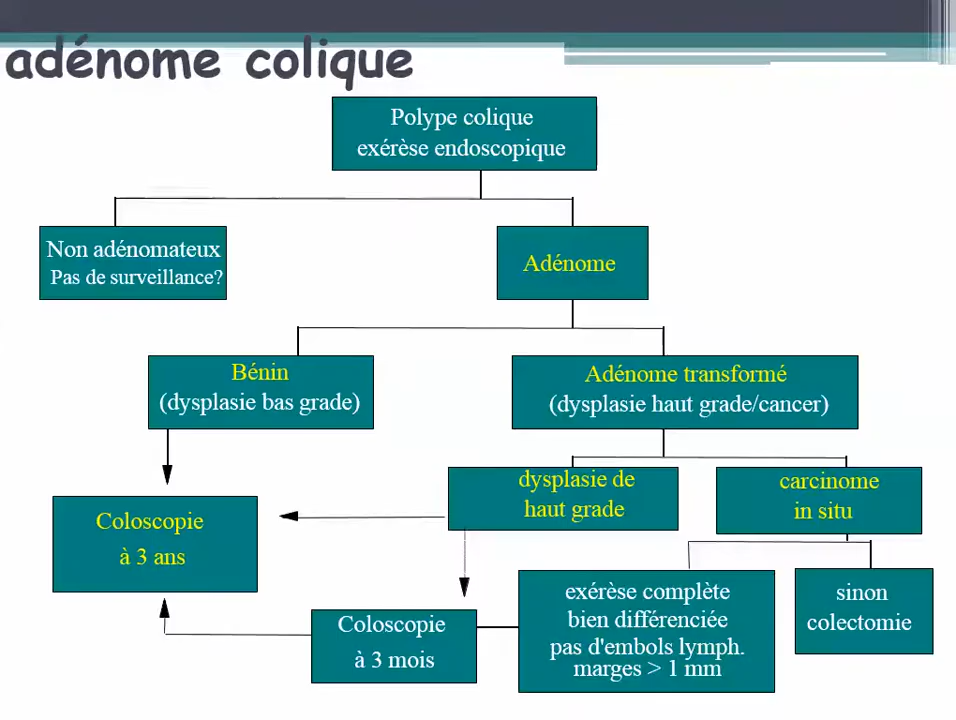 adénome colique
Polype colique
exérèse endoscopique
Non adénomateux
Pas de surveillance?
Adénome
Bénin
(dysplasie bas grade)
Adénome transformé
(dysplasie haut grade/cancer)
dysplasie de
haut grade
carcinome
in situ
Coloscopie
à 3 ans
exérèse complète
bien différenciée
pas d'embols lymph.
marges > 1 mm
sinon
colectomie
Coloscopie
à 3 mois